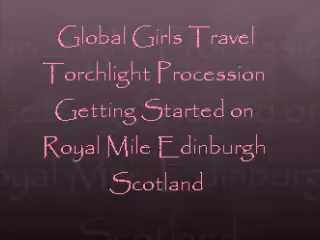 Global Girls Travel
Torchlight Procession
Getting Started on
Royal Mile Edinburgh
Scotland